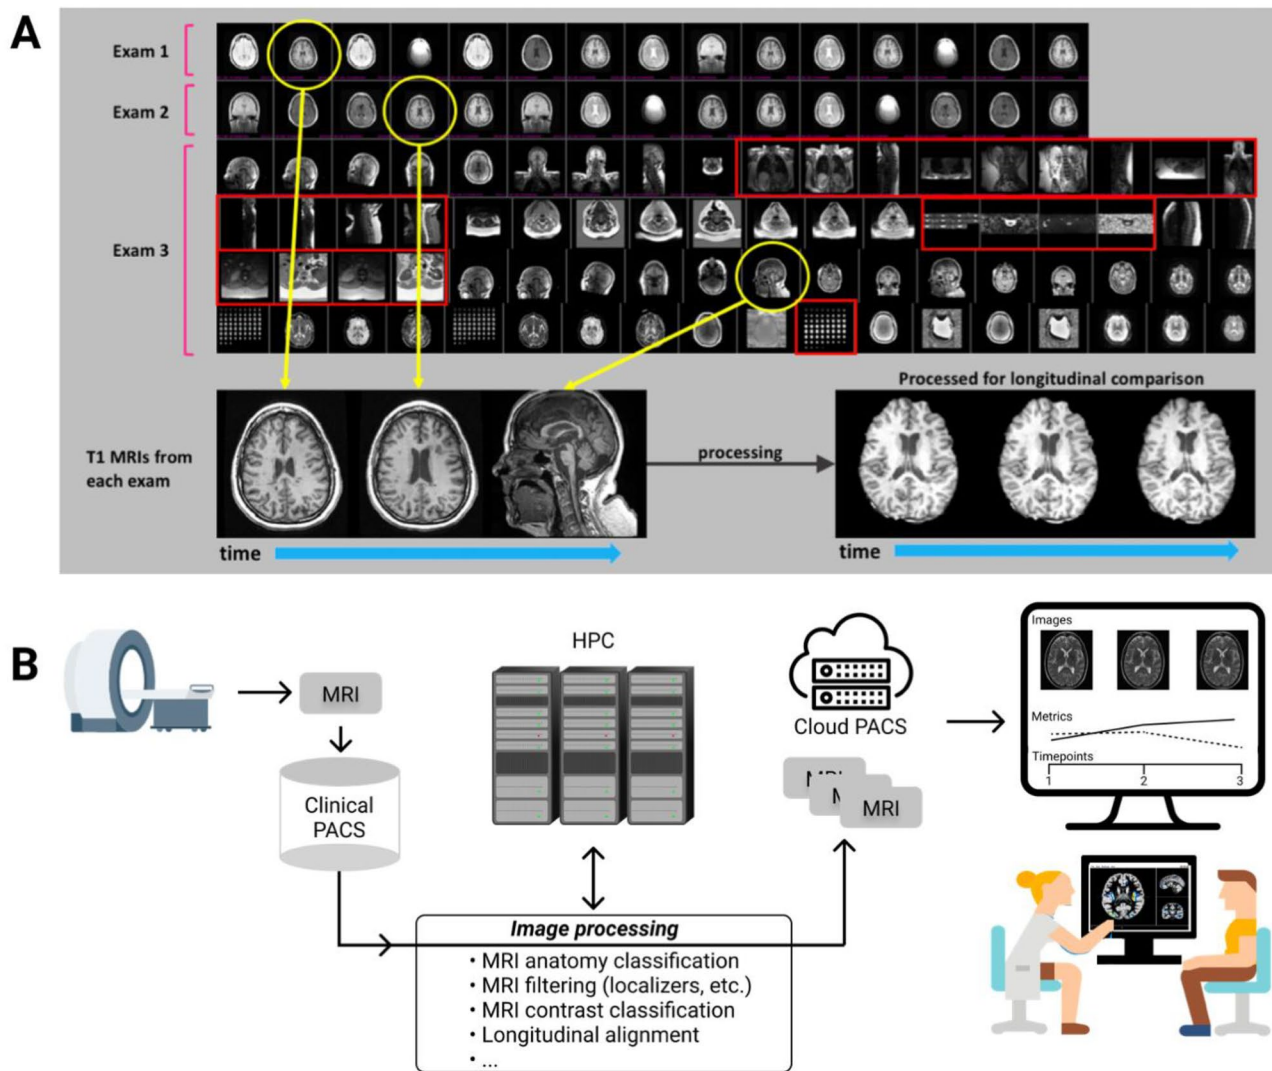 A
Exam 1
Exam 2
Exam 3
Processed for longitudinal comparison
T1 MRIs from
each exam
processing
time
time
B
MRI
Clinical
PACS
HPC
Image processing
• MRI anatomy classification
• MRI filtering (localizers, etc.)
• MRI contrast classification
• Longitudinal alignment
• ...
Cloud PACS
MRI
M
MRI
Images
Metrics
Timepoints
1
2
3